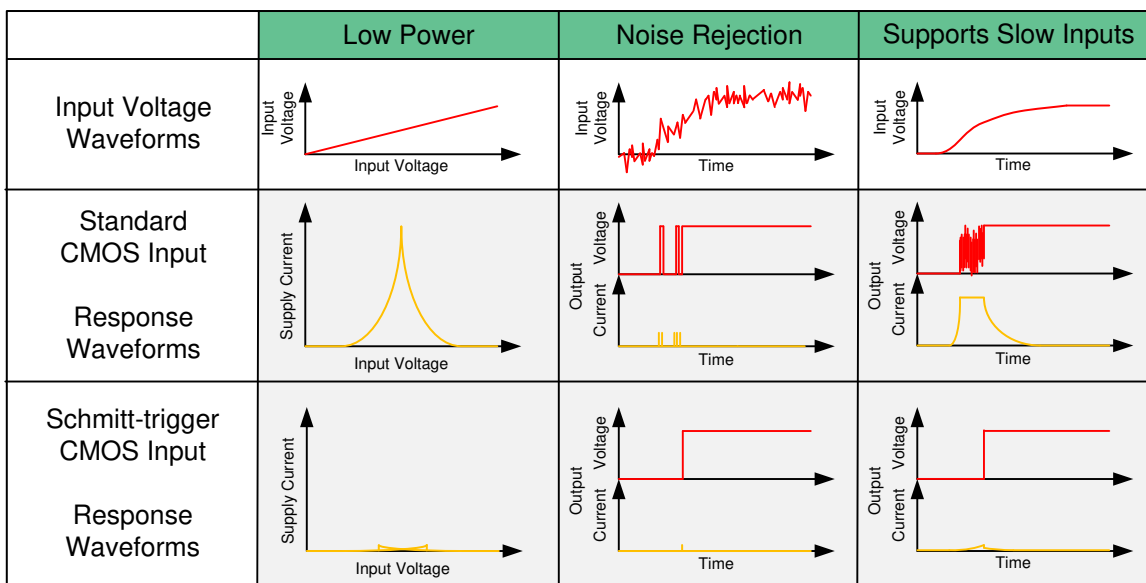 Low Power
Noise Rejection
Supports Slow Inputs
Input Voltage
Waveforms
Input
Voltage
Input Voltage
Input
Voltage
Time
Input
Voltage
Time
Standard
CMOS Input
Response
Waveforms
Supply Current
Input Voltage
Output
Voltage
Current
Time
Output
Voltage
Current
Time
Schmitt-trigger
CMOS Input
Response
Waveforms
Supply Current
Input Voltage
Output
Voltage
Current
Time
Output
Voltage
Current
Time